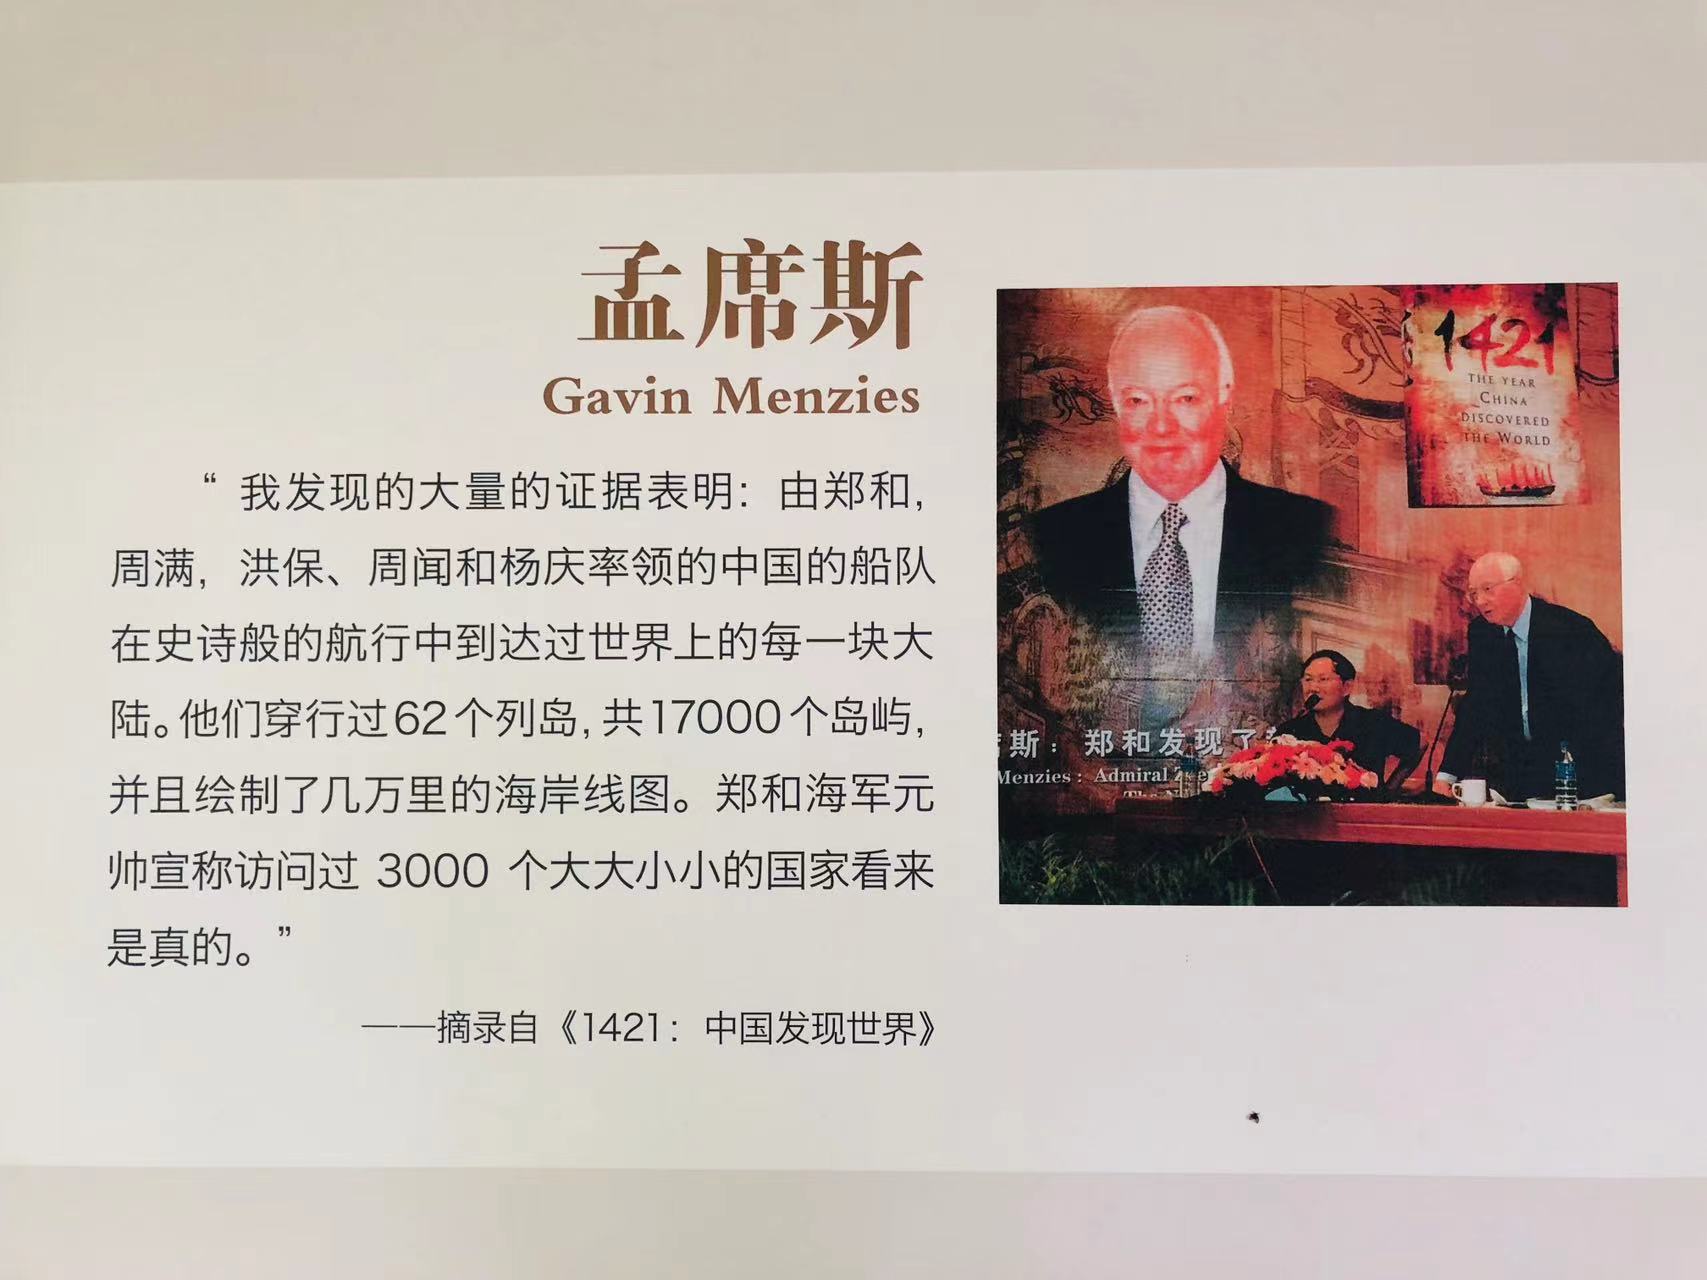 孟席斯
Gavin Menzies
“ 我发现的大量的证据表明：由郑和，
周满，洪保、周闻和杨庆率领的中国的船队
在史诗般的航行中到达过世界上的每一块大
陆。他们穿行过62个列岛，共17000个岛屿，
并且绘制了几万里的海岸线图。郑和海军元
帅宣称访问过 3000 个大大小小的国家看来
是真的。”
——摘录自《1421：中国发现世界》
1421
THE YEAR
CHINA
DISCOVERED
THE WORLD
斯：郑和发现了
Menzies : Admiral